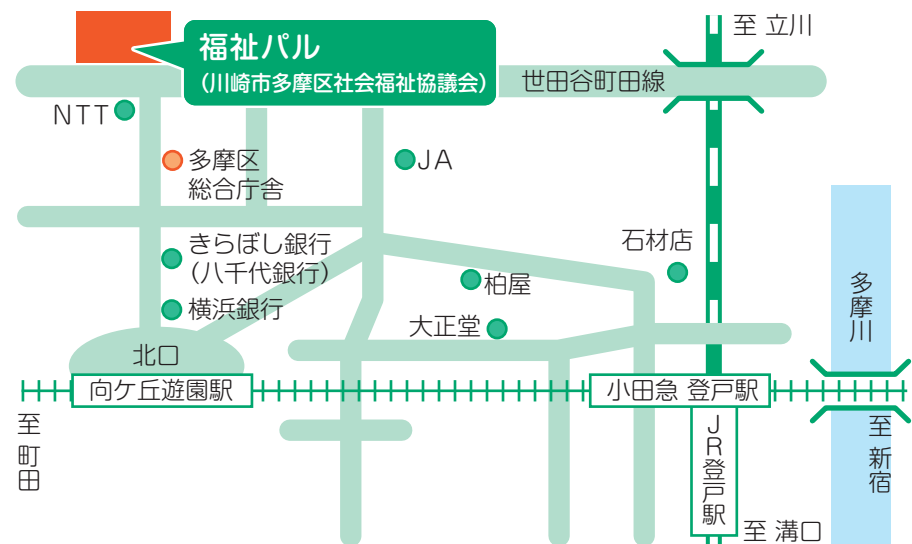 至 立川
福祉パル
(川崎市多摩区社会福祉協議会)
世田谷町田線
NTT
多摩区
総合庁舎
JA
きらぼし銀行
(八千代銀行)
石材店
柏屋
横浜銀行
大正堂
多摩川
北口
向ケ丘遊園駅
小田急 登戸駅
至 町田
JR登戸駅
至 新宿
至 溝口